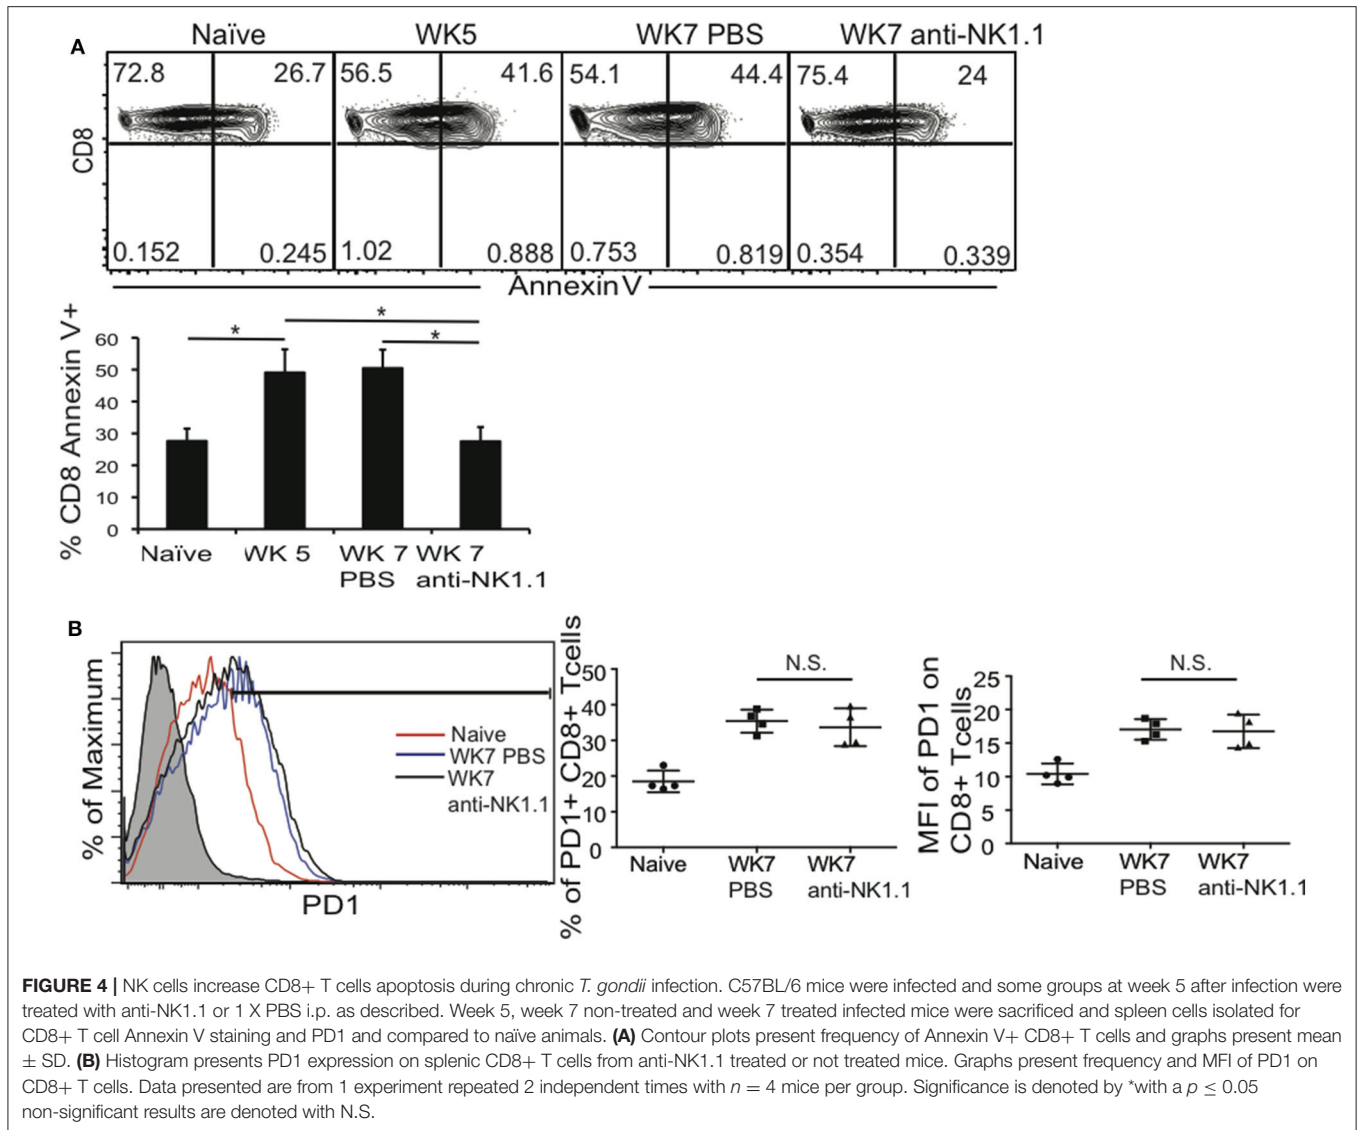 A
Naïve WK5 WK7 PBS WK7 anti-NK1.1
72.8 26.7 56.5 41.6 54.1 44.4 75.4 24
CD8
0.152 0.245 1.02 0.888 0.753 0.819 0.354 0.339
Annexin V
% CD8 Annexin V+
60
50
40
30
20
10
0
*
*
*
Naïve WK 5 WK 7 WK 7
PBS anti-NK1.1
B
% of Maximum
Naive
WK7 PBS
WK7
anti-NK1.1
PD1
% of PD1+ CD8+ Tcells
50
40
30
20
10
0
N.S.
Naive WK7 WK7
PBS anti-NK1.1
MFI of PD1 on
CD8+ Tcells
25
20
15
10
5
0
N.S.
Naive WK7 WK7
PBS anti-NK1.1
FIGURE 4 | NK cells increase CD8+ T cells apoptosis during chronic T. gondii infection. C57BL/6 mice were infected and some groups at week 5 after infection were
treated with anti-NK1.1 or 1 X PBS i.p. as described. Week 5, week 7 non-treated and week 7 treated infected mice were sacrificed and spleen cells isolated for
CD8+ T cell Annexin V staining and PD1 and compared to naïve animals. (A) Contour plots present frequency of Annexin V+ CD8+ T cells and graphs present mean
± SD. (B) Histogram presents PD1 expression on splenic CD8+ T cells from anti-NK1.1 treated or not treated mice. Graphs present frequency and MFI of PD1 on
CD8+ T cells. Data presented are from 1 experiment repeated 2 independent times with n = 4 mice per group. Significance is denoted by *with a p ≤ 0.05
non-significant results are denoted with N.S.